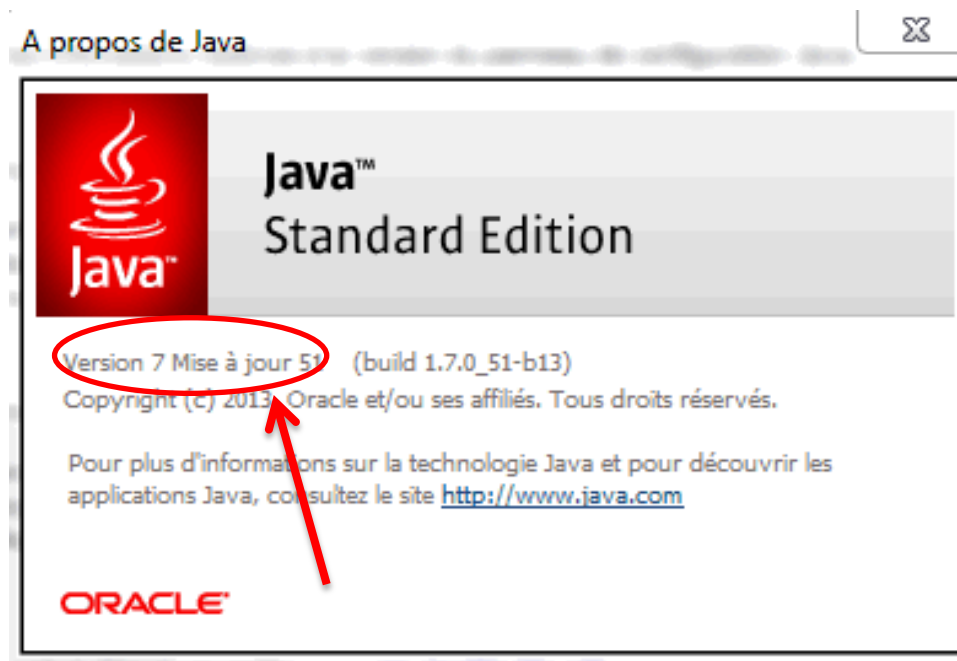 A propos de Java
Java™
Java™
Standard Edition
Version 7 Mise à jour 51 (build 1.7.0_51-b13)
Copyright (c) 2013, Oracle et/ou ses affiliés. Tous droits réservés.
Pour plus d'informations sur la technologie Java et pour découvrir les
applications Java, consultez le site http://www.java.com
ORACLE